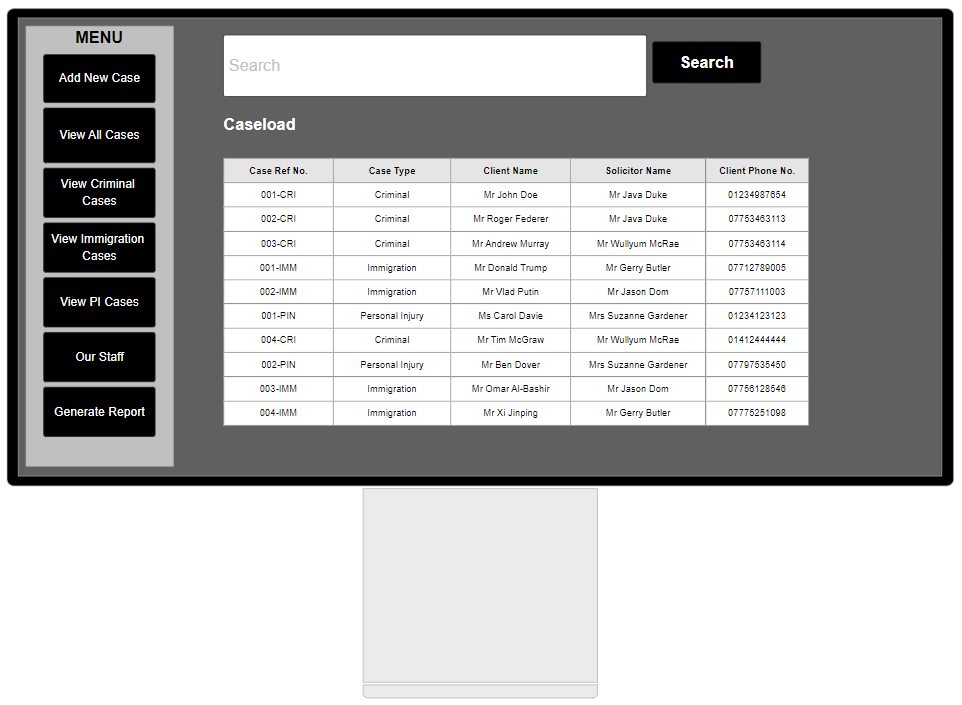 MENU
Add New Case
View All Cases
View Criminal
Cases
View Immigration
Cases
View PI Cases
Our Staff
Generate Report
Search
Search
Caseload
Case Ref No. Case Type Client Name Solicitor Name Client Phone No.
001-CRI Criminal Mr John Doe Mr Java Duke 01234987654
002-CRI Criminal Mr Roger Federer Mr Java Duke 07753463113
003-CRI Criminal Mr Andrew Murray Mr Wullyum McRae 07753463114
001-IMM Immigration Mr Donald Trump Mr Gerry Butler 07712789005
002-IMM Immigration Mr Vlad Putin Mr Jason Dom 07757111003
001-PIN Personal Injury Ms Carol Davie Mrs Suzanne Gardener 01234123123
004-CRI Criminal Mr Tim McGraw Mr Wullyum McRae 01412444444
002-PIN Personal Injury Mr Ben Dover Mrs Suzanne Gardener 07797535450
003-IMM Immigration Mr Omar Al-Bashir Mr Jason Dom 07756128546
004-IMM Immigration Mr Xi Jinping Mr Gerry Butler 07775251098